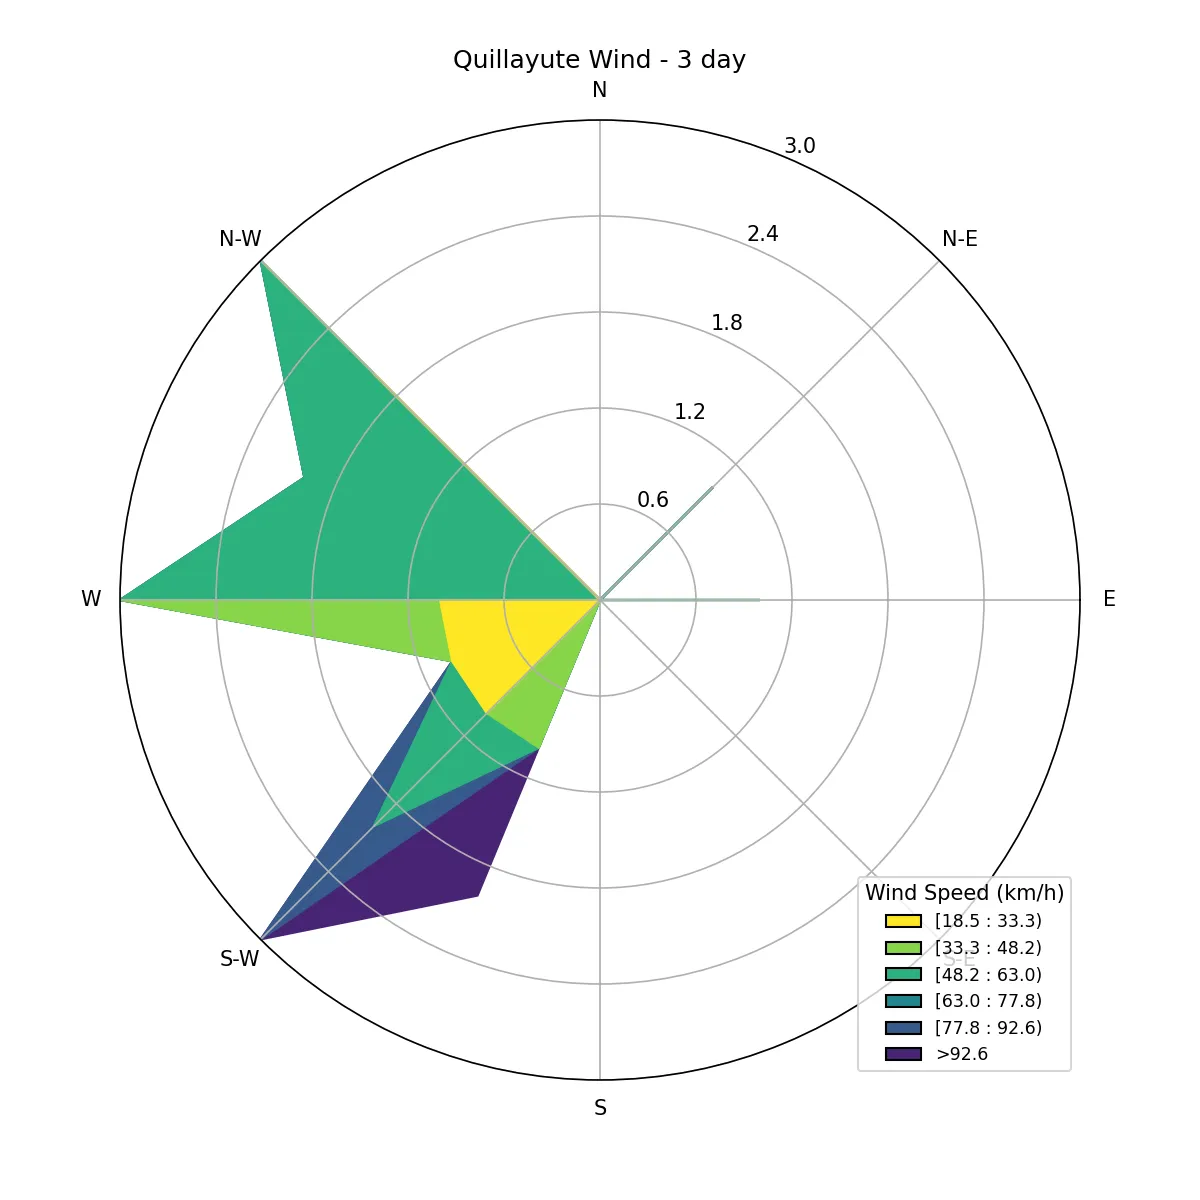 Quillayute Wind - 3 day
N
3.0
N-W
N-E
2.4
1.8
1.2
0.6
W
E
S-W
S-E
S
Wind Speed (km/h)
[18.5 : 33.3)
[33.3 : 48.2)
[48.2 : 63.0)
[63.0 : 77.8)
[77.8 : 92.6)
>92.6